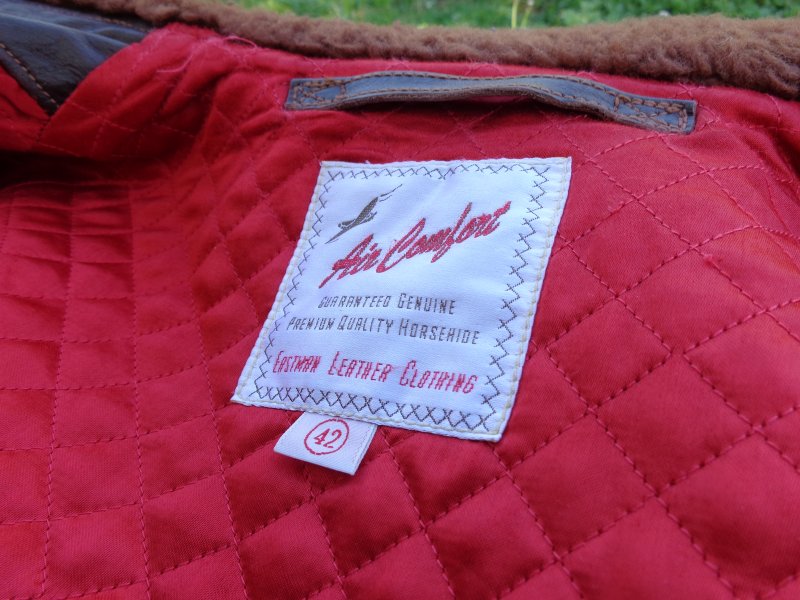 Air Comfort
GUARANTEED GENUINE
PREMIUM QUALITY HORSEHIDE
EASTMAN LEATHER CLOTHING
42